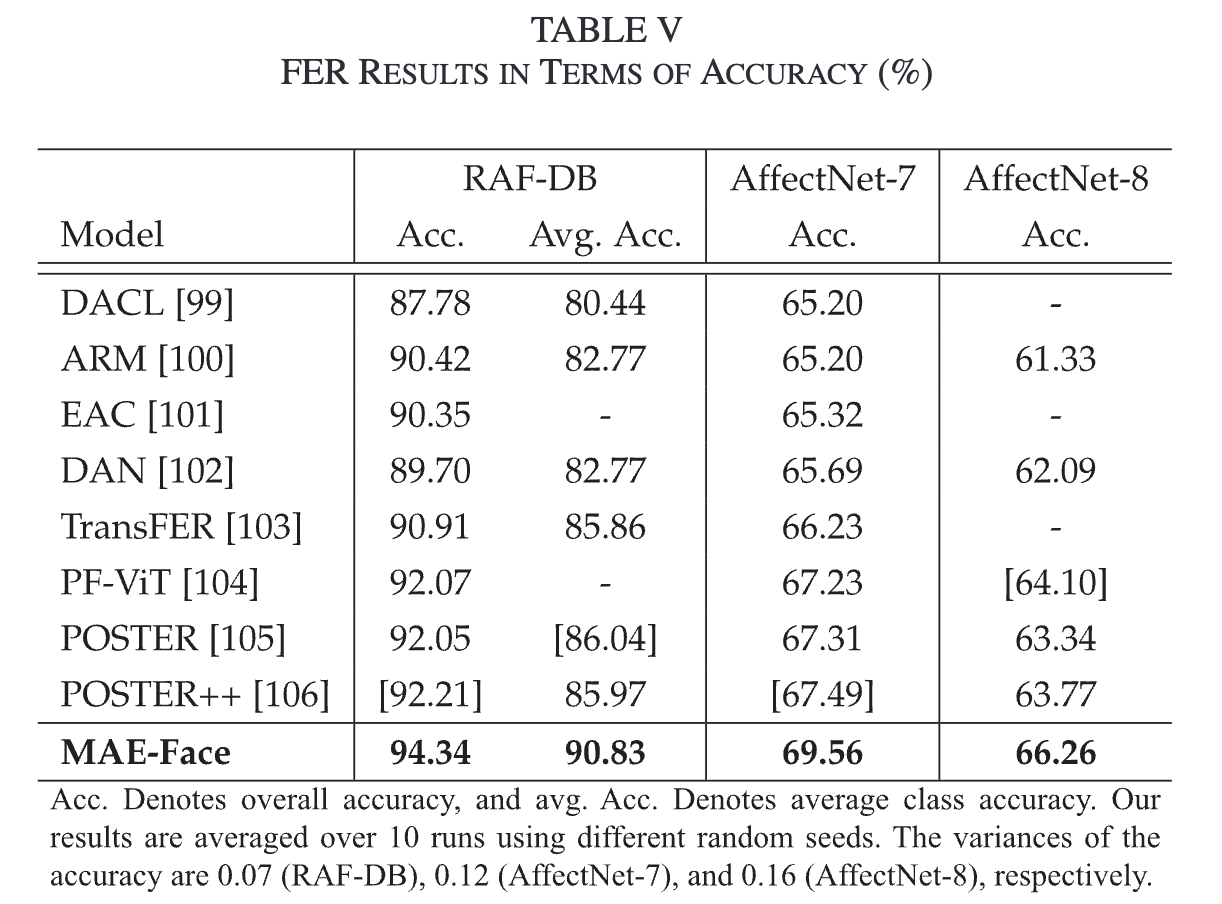 TABLE V
FER RESULTS IN TERMS OF ACCURACY (%)
RAF-DB AffectNet-7 AffectNet-8
Model Acc. Avg. Acc. Acc. Acc.
DACL [99] 87.78 80.44 65.20 -
ARM [100] 90.42 82.77 65.20 61.33
EAC [101] 90.35 - 65.32 -
DAN [102] 89.70 82.77 65.69 62.09
TransFER [103] 90.91 85.86 66.23 -
PF-ViT [104] 92.07 - 67.23 [64.10]
POSTER [105] 92.05 [86.04] 67.31 63.34
POSTER++ [106] [92.21] 85.97 [67.49] 63.77
MAE-Face 94.34 90.83 69.56 66.26
Acc. Denotes overall accuracy, and avg. Acc. Denotes average class accuracy. Our
results are averaged over 10 runs using different random seeds. The variances of the
accuracy are 0.07 (RAF-DB), 0.12 (AffectNet-7), and 0.16 (AffectNet-8), respectively.